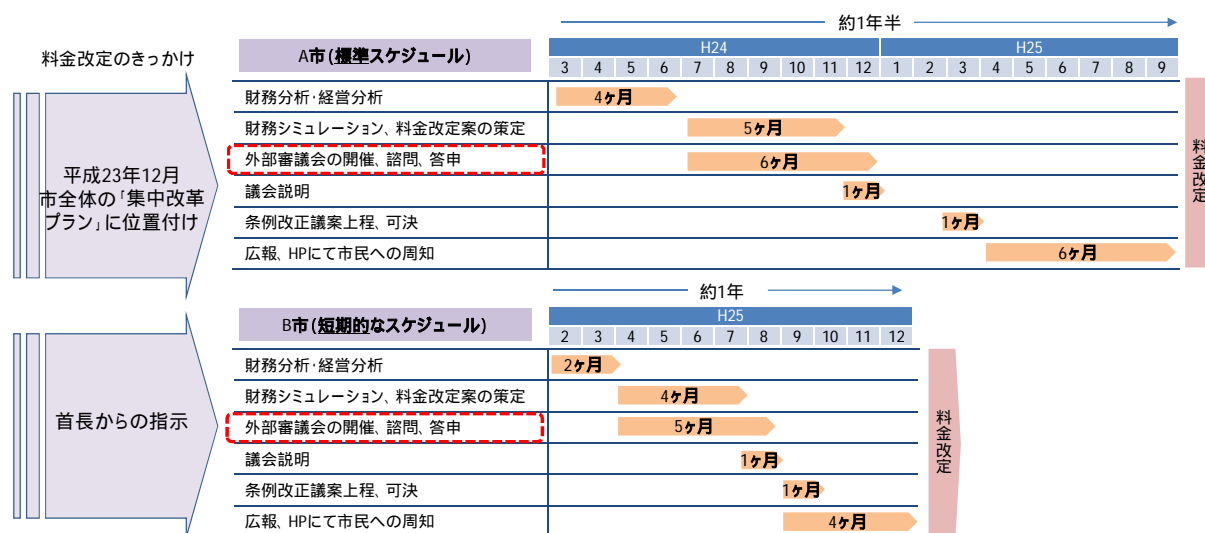 約1年半
料金改定のきっかけ
A市(標準スケジュール)
H24 H25
3 4 5 6 7 8 9 10 11 12 1 2 3 4 5 6 7 8 9
平成23年12月
市全体の「集中改革
プラン」に位置付け
財務分析・経営分析
4ヶ月
財務シミュレーション、料金改定案の策定
5ヶ月
外部審議会の開催、諮問、答申
6ヶ月
議会説明
1ヶ月
条例改正議案上程、可決
1ヶ月
広報、HPにて市民への周知
6ヶ月
料金改定
約1年
B市(短期的なスケジュール)
H25
2 3 4 5 6 7 8 9 10 11 12
首長からの指示
財務分析・経営分析
2ヶ月
財務シミュレーション、料金改定案の策定
4ヶ月
外部審議会の開催、諮問、答申
5ヶ月
議会説明
1ヶ月
条例改正議案上程、可決
1ヶ月
広報、HPにて市民への周知
4ヶ月
料金改定